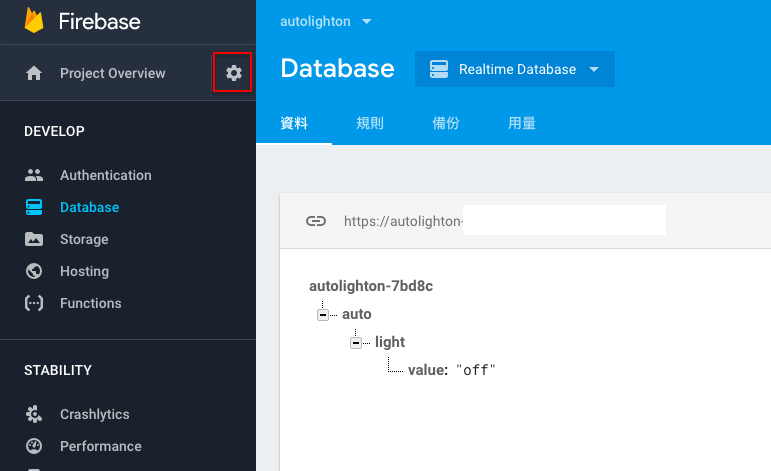 Firebase
Project Overview
DEVELOP
Authentication
Database
Storage
Hosting
Functions
STABILITY
Crashlytics
Performance
autolighton
Database
Realtime Database
資料 規則 備份 用量
https://autolighton-
autolighton-7bd8c
auto
light
value: "off"